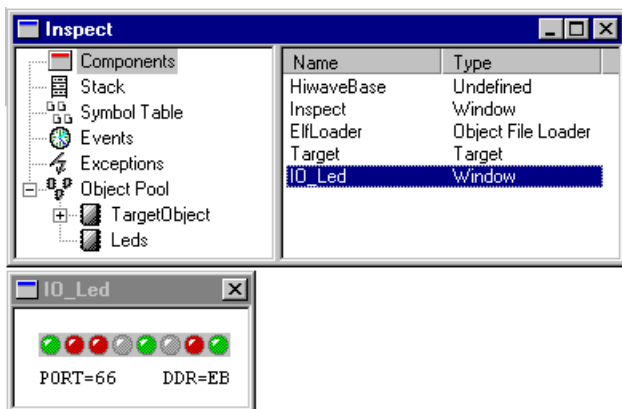 Inspect
Components
Stack
Symbol Table
Events
Exceptions
Object Pool
TargetObject
Leds
Name Type
HiwaveBase Undefined
Inspect Window
ElfLoader Object File Loader
Target Target
IO_Led Window
IO_Led
PORT=66 DDR=EB